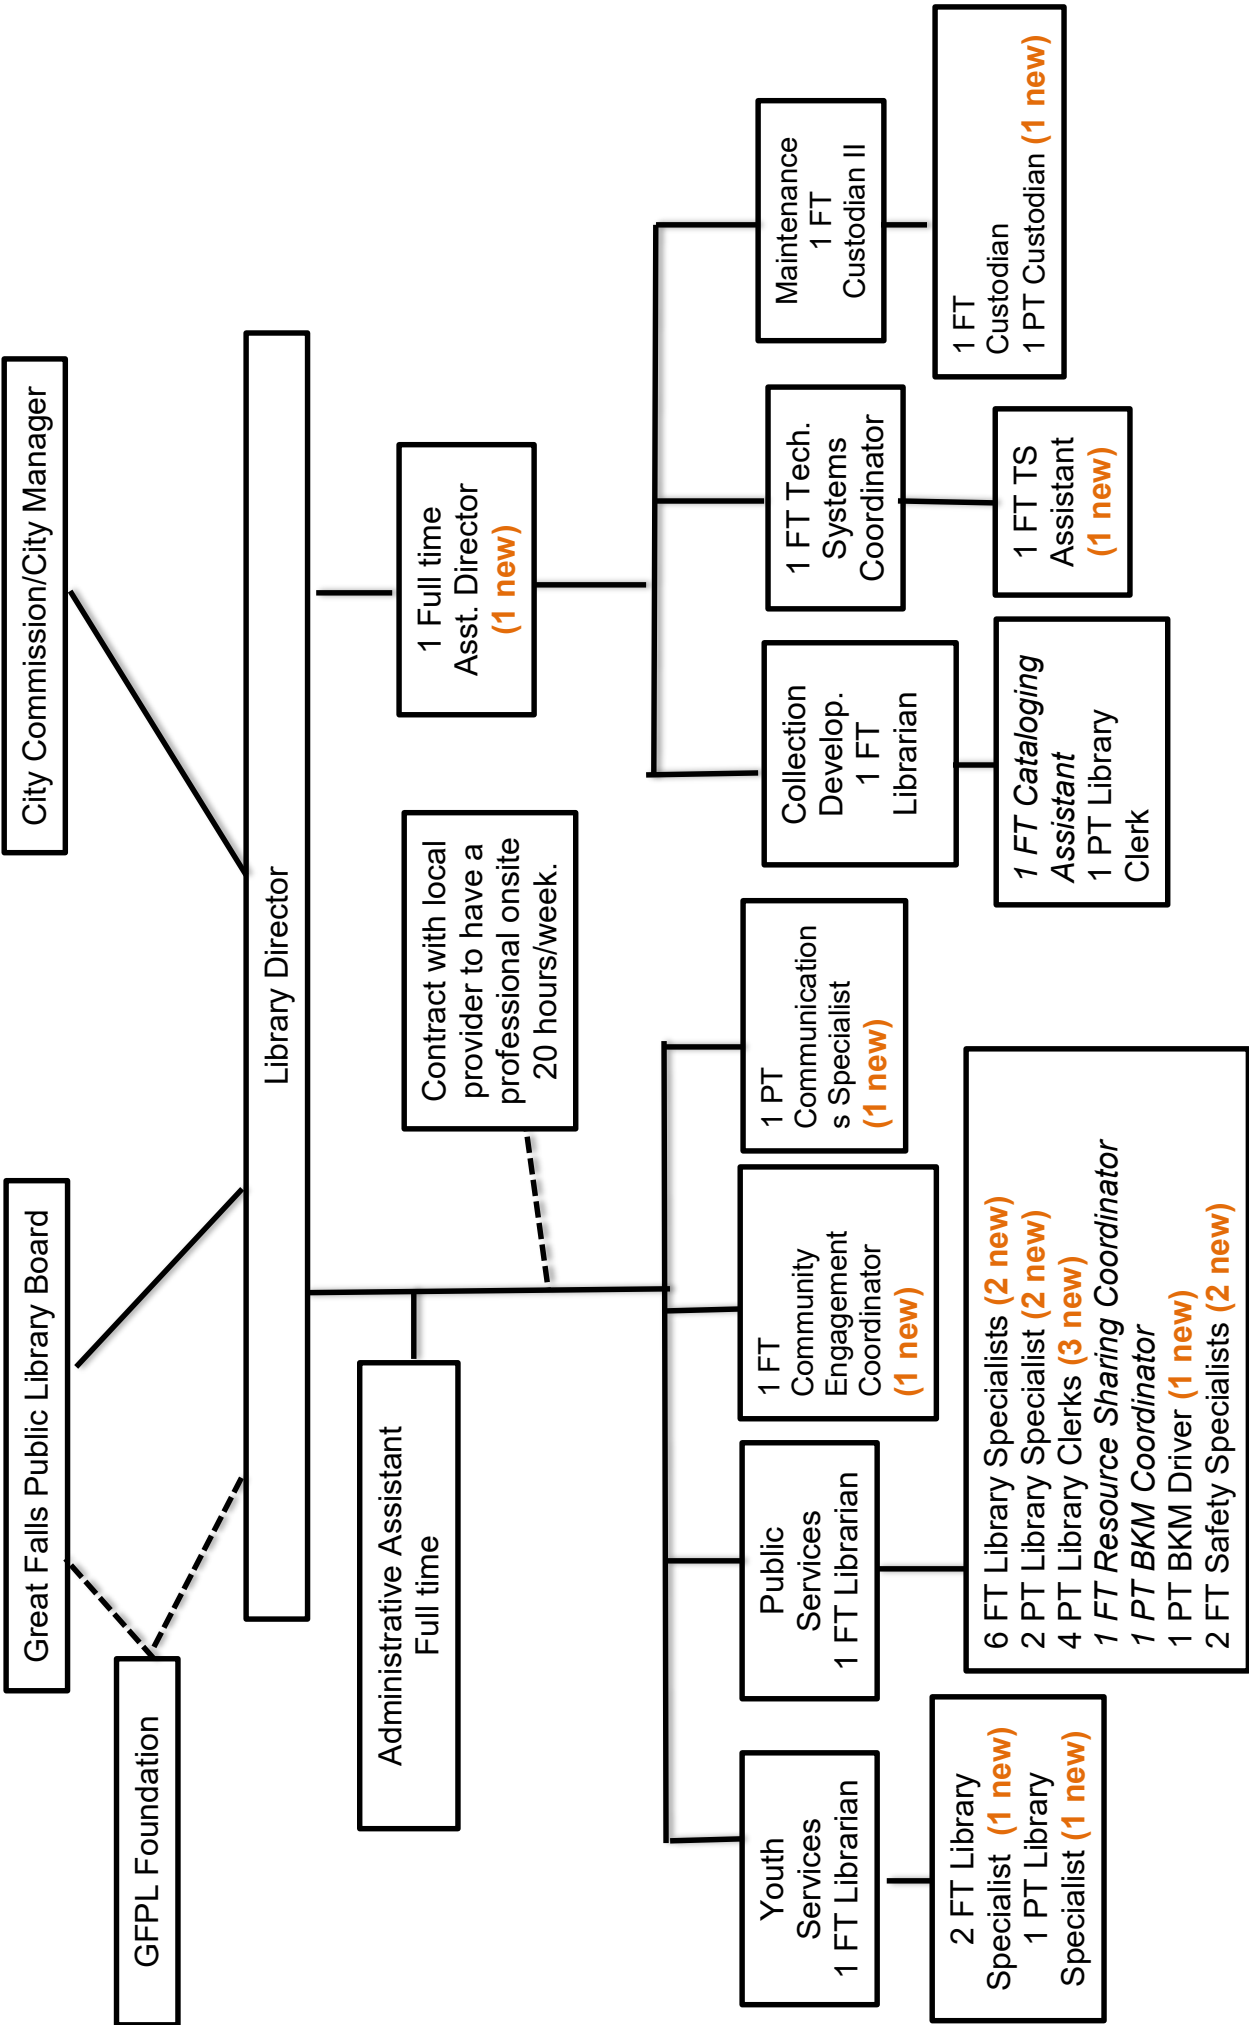 Great Falls Public Library Board
City Commission/City Manager
GFPL Foundation
Library Director
Administrative Assistant
Full time
Contract with local
provider to have a
professional onsite
20 hours/week.
1 Full time
Asst. Director
(1 new)
Youth
Services
1 FT Librarian
Public
Services
1 FT Librarian
1 FT
Community
Engagement
Coordinator
(1 new)
1 PT
Communication
s Specialist
(1 new)
Collection
Develop.
1 FT
Librarian
1 FT Tech.
Systems
Coordinator
Maintenance
1 FT
Custodian II
2 FT Library
Specialist (1 new)
1 PT Library
Specialist (1 new)
6 FT Library Specialists (2 new)
2 PT Library Specialist (2 new)
4 PT Library Clerks (3 new)
1 FT Resource Sharing Coordinator
1 PT BKM Coordinator
1 PT BKM Driver (1 new)
2 FT Safety Specialists (2 new)
1 FT Cataloging
Assistant
1 PT Library
Clerk
1 FT TS
Assistant
(1 new)
1 FT
Custodian
1 PT Custodian (1 new)